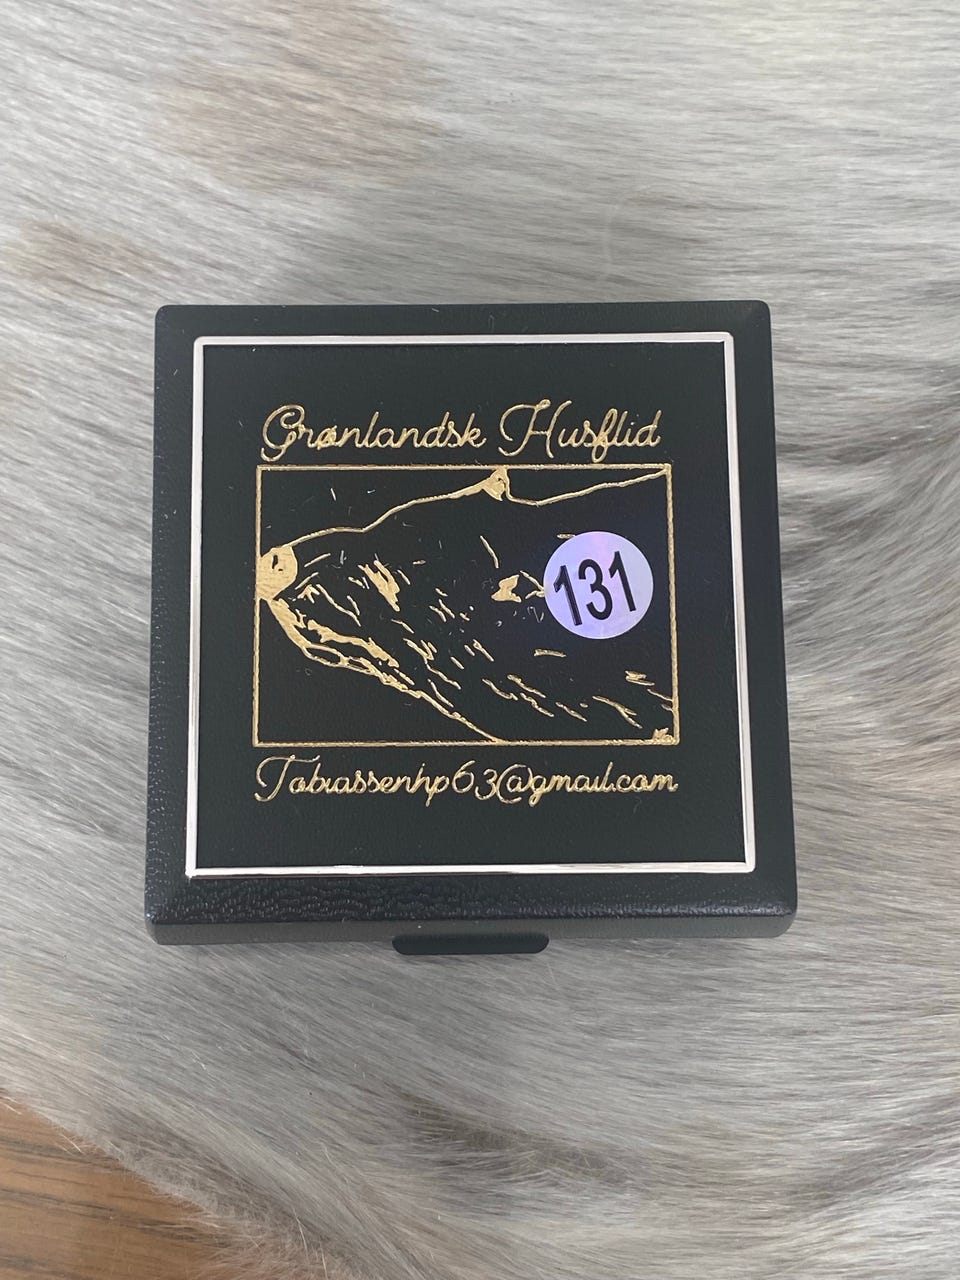 Grønlandsk Husflid
131
Tobiassenhp63@gmail.com